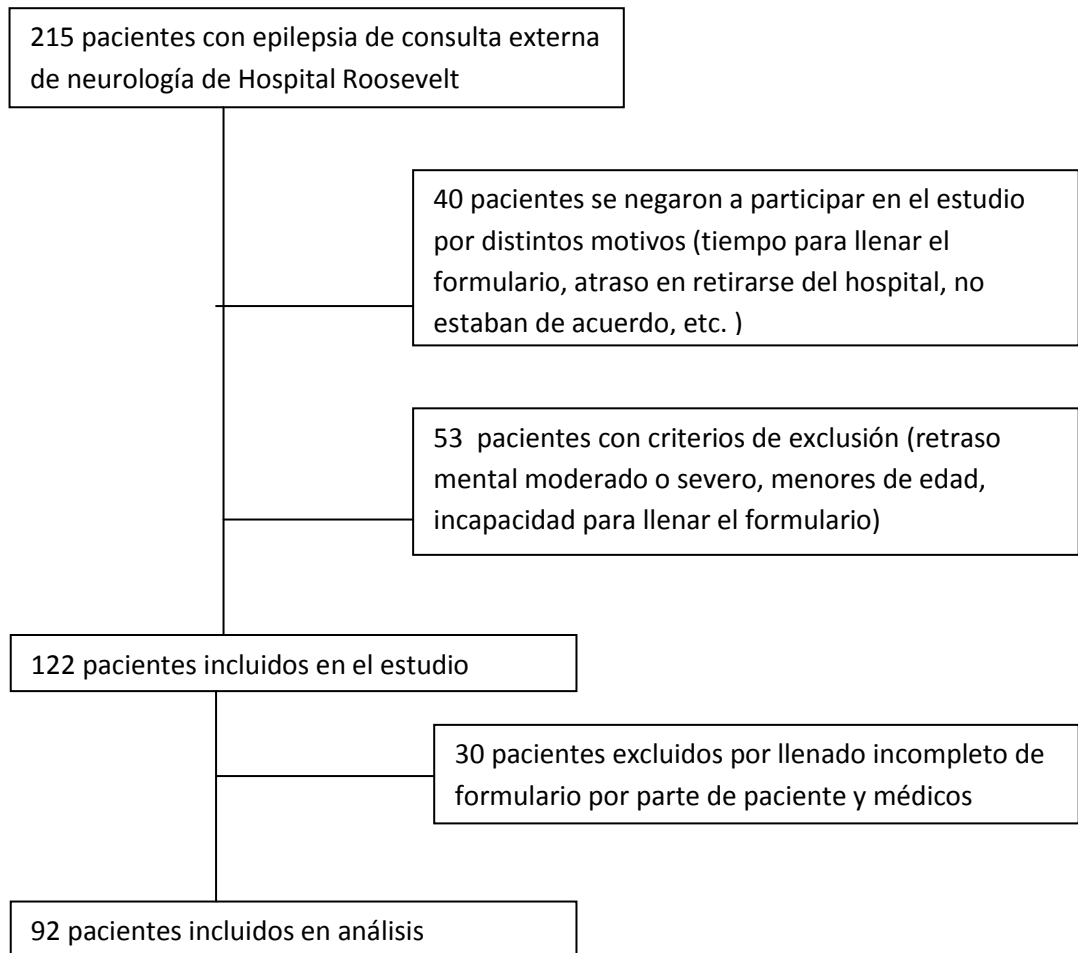 215 pacientes con epilepsia de consulta externa
de neurología de Hospital Roosevelt
40 pacientes se negaron a participar en el estudio
por distintos motivos (tiempo para llenar el
formulario, atraso en retirarse del hospital, no
estaban de acuerdo, etc. )
53 pacientes con criterios de exclusión (retraso
mental moderado o severo, menores de edad,
incapacidad para llenar el formulario)
122 pacientes incluidos en el estudio
30 pacientes excluidos por llenado incompleto de
formulario por parte de paciente y médicos
92 pacientes incluidos en análisis